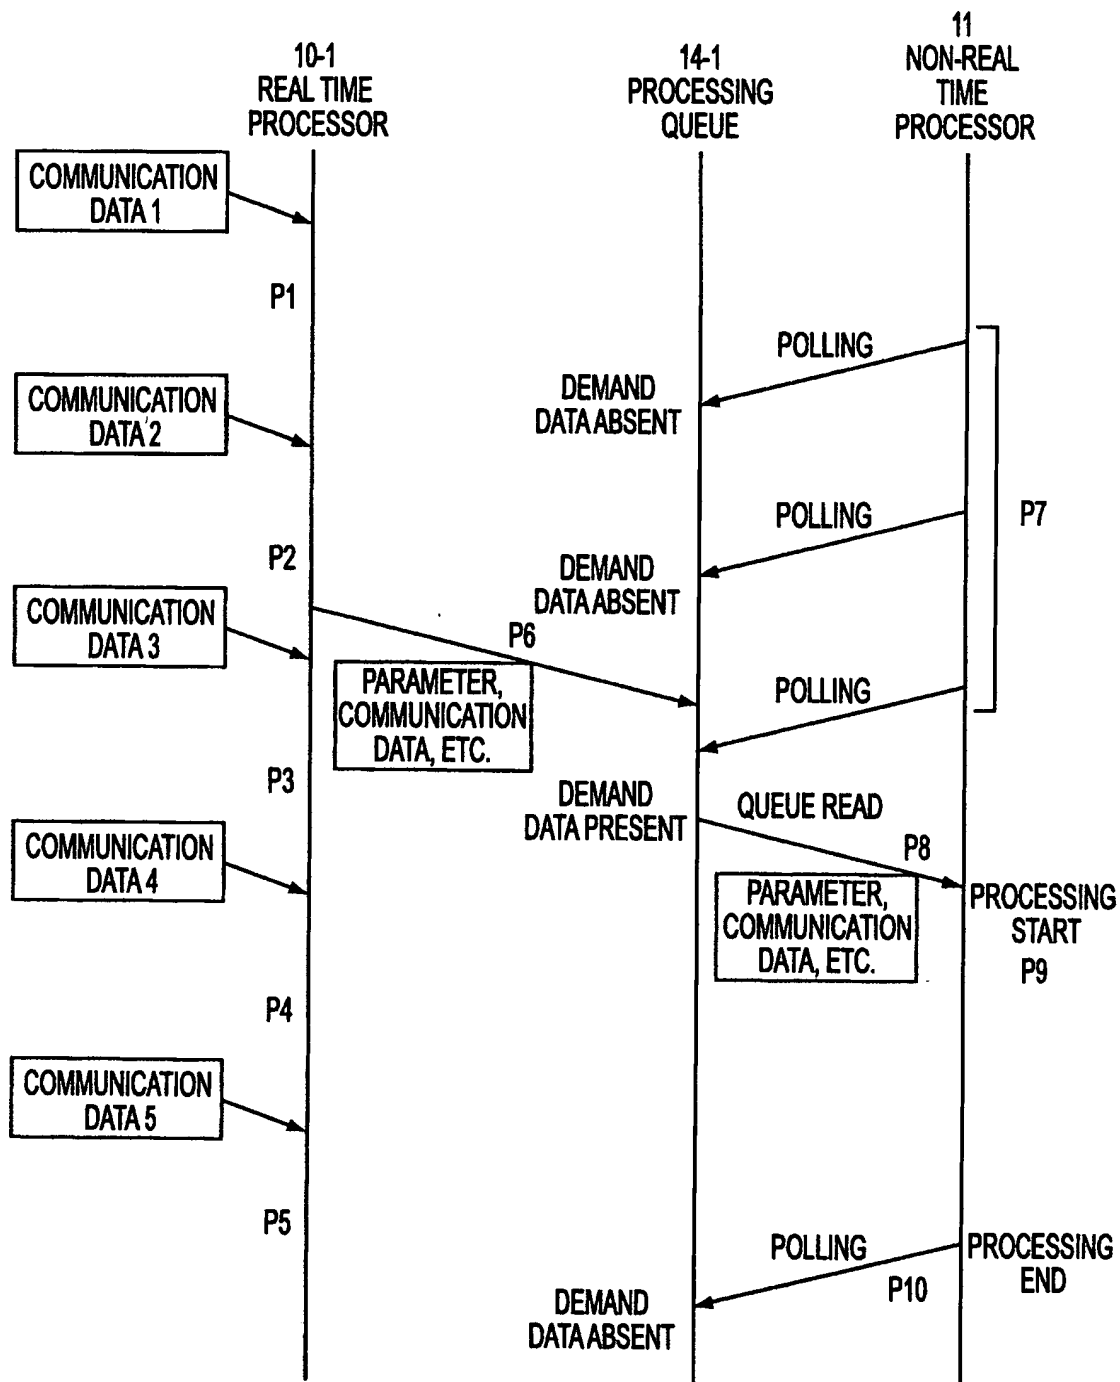 10-1
REAL TIME
PROCESSOR
14-1
PROCESSING
QUEUE
11
NON-REAL
TIME
PROCESSOR
COMMUNICATION
DATA 1
P1
POLLING
DEMAND
DATA ABSENT
COMMUNICATION
DATA 2
POLLING
P7
P2
DEMAND
DATA ABSENT
COMMUNICATION
DATA 3
P6
PARAMETER,
COMMUNICATION
DATA, ETC.
POLLING
P3
DEMAND
DATA PRESENT
QUEUE READ
P8
COMMUNICATION
DATA 4
PARAMETER,
COMMUNICATION
DATA, ETC.
PROCESSING
START
P9
P4
COMMUNICATION
DATA 5
P5
POLLING
P10
PROCESSING
END
DEMAND
DATA ABSENT